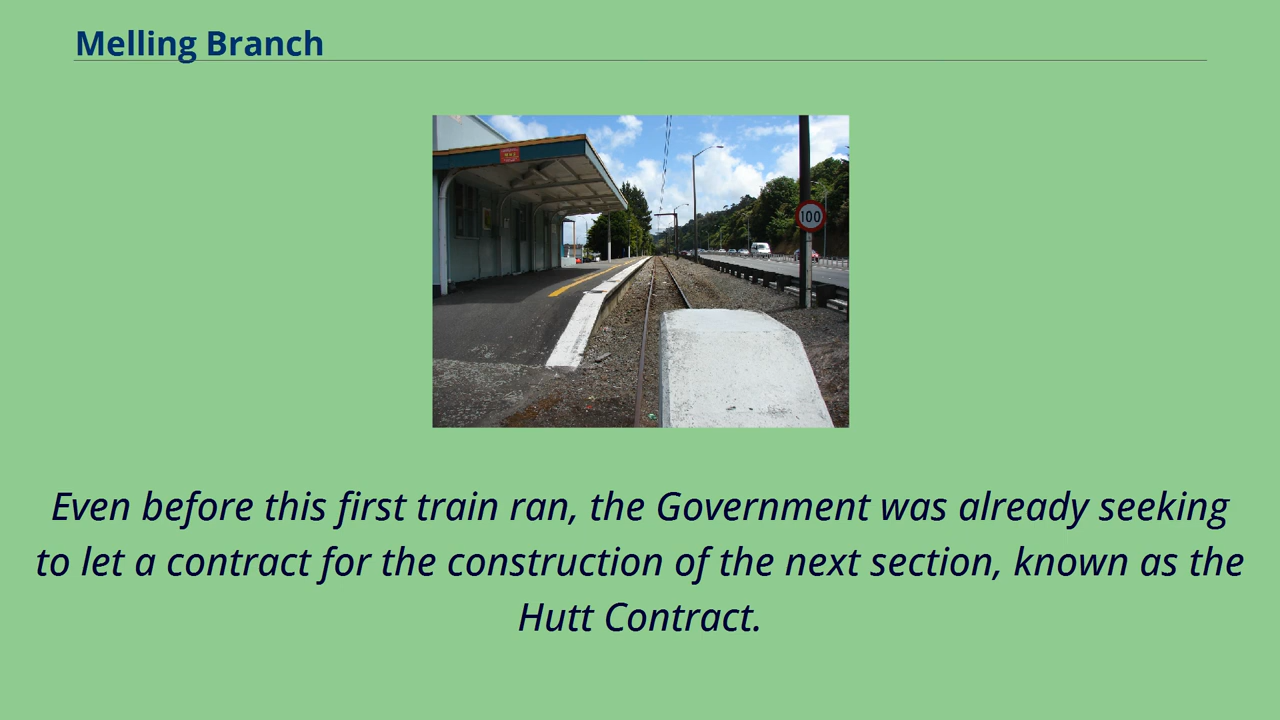 Melling Branch
100
Even before this first train ran, the Government was already seeking
to let a contract for the construction of the next section, known as the
Hutt Contract.